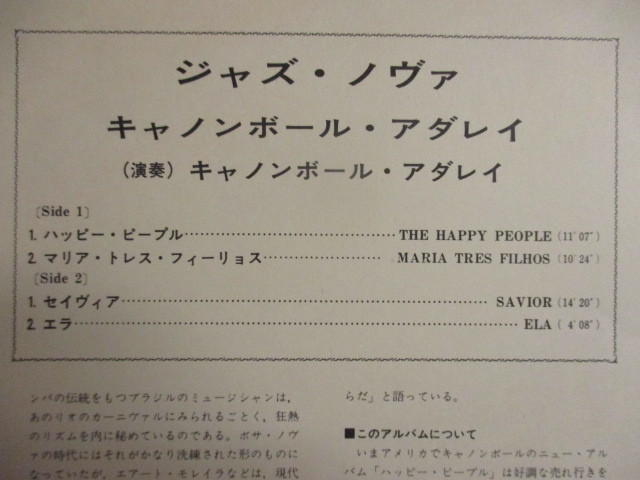 ジャズ・ノヴァ
キャノンボール・アダレイ
（演奏）キャノンボール・アダレイ
〔Side 1〕
1. ハッピー・ピープル……………………………THE HAPPY PEOPLE (11′07″)
2. マリア・トレス・フィーリョス………………MARIA TRES FILHOS (10′24″)
〔Side 2〕
1. セイヴィア……………………………………………………SAVIOR (14′20″)
2. エラ………………………………………………………………ELA ( 4′08″)
ンバの伝統をもつブラジルのミュージシャンは，
あのリオのカーニヴァルにみられるごとく，狂熱
のリズムを内に秘めているのである。ボサ・ノヴ
ァの時代にはそれがかなり洗練された形のものに
なっていたが，エアート・モレイラなどは，現代
らだ」と語っている。
■このアルバムについて
いまアメリカでキャノンボールのニュー・アル
バム「ハッピー・ピープル」は好調な売れ行きを